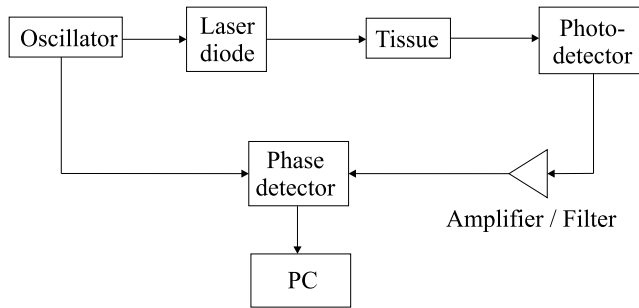 Oscillator
Laser
diode
Tissue
Photo-
detector
Phase
detector
Amplifier / Filter
PC